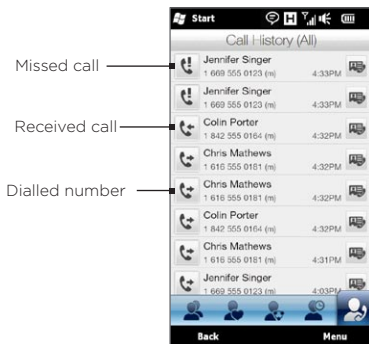 Start
Call History (All)
Missed call
Jennifer Singer
1 669 555 0123 (m) 4:33PM
Jennifer Singer
1 669 555 0123 (m) 4:33PM
Received call
Colin Porter
1 842 555 0164 (m) 4:32PM
Chris Mathews
1 616 555 0181 (m) 4:32PM
Dialled number
Chris Mathews
1 616 555 0181 (m) 4:32PM
Colin Porter
1 842 555 0164 (m) 4:32PM
Chris Mathews
1 616 555 0181 (m) 4:31PM
Jennifer Singer
1 669 555 0123 (m) 4:03PM
Back Menu